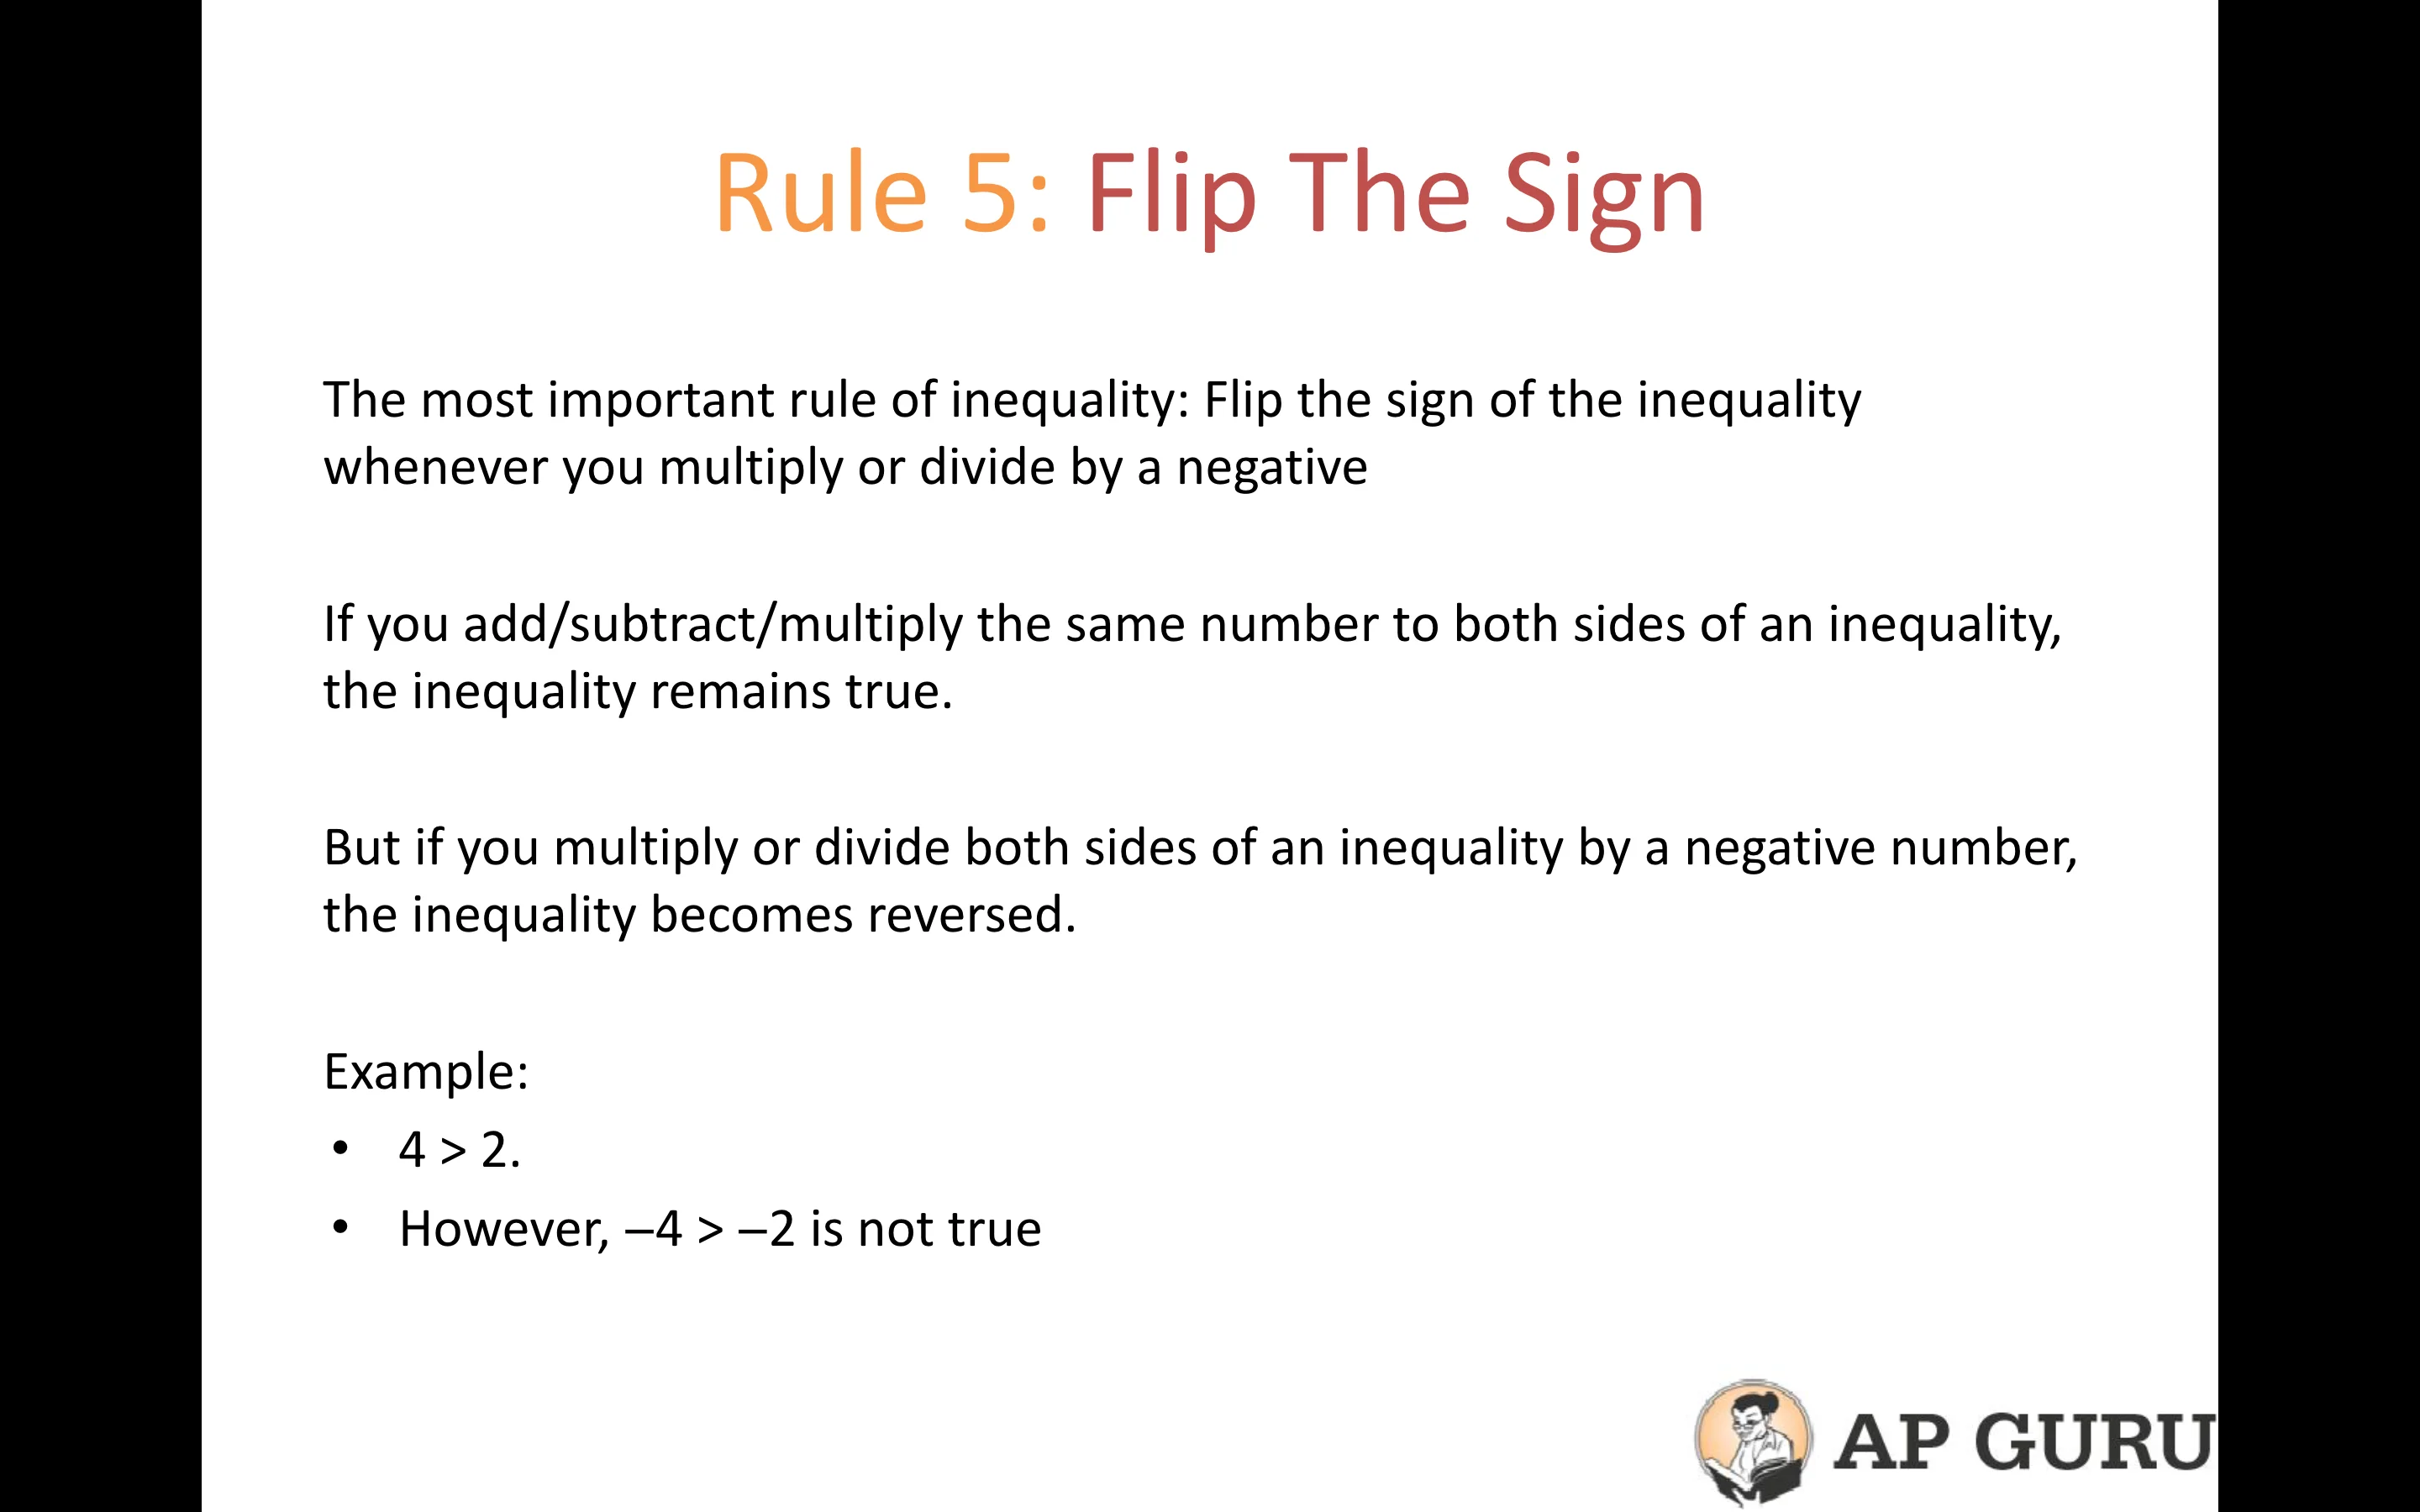 Rule 5: Flip The Sign
The most important rule of inequality: Flip the sign of the inequality
whenever you multiply or divide by a negative
If you add/subtract/multiply the same number to both sides of an inequality,
the inequality remains true.
But if you multiply or divide both sides of an inequality by a negative number,
the inequality becomes reversed.
Example:
• 4 > 2.
• However, –4 > –2 is not true
AP GURU